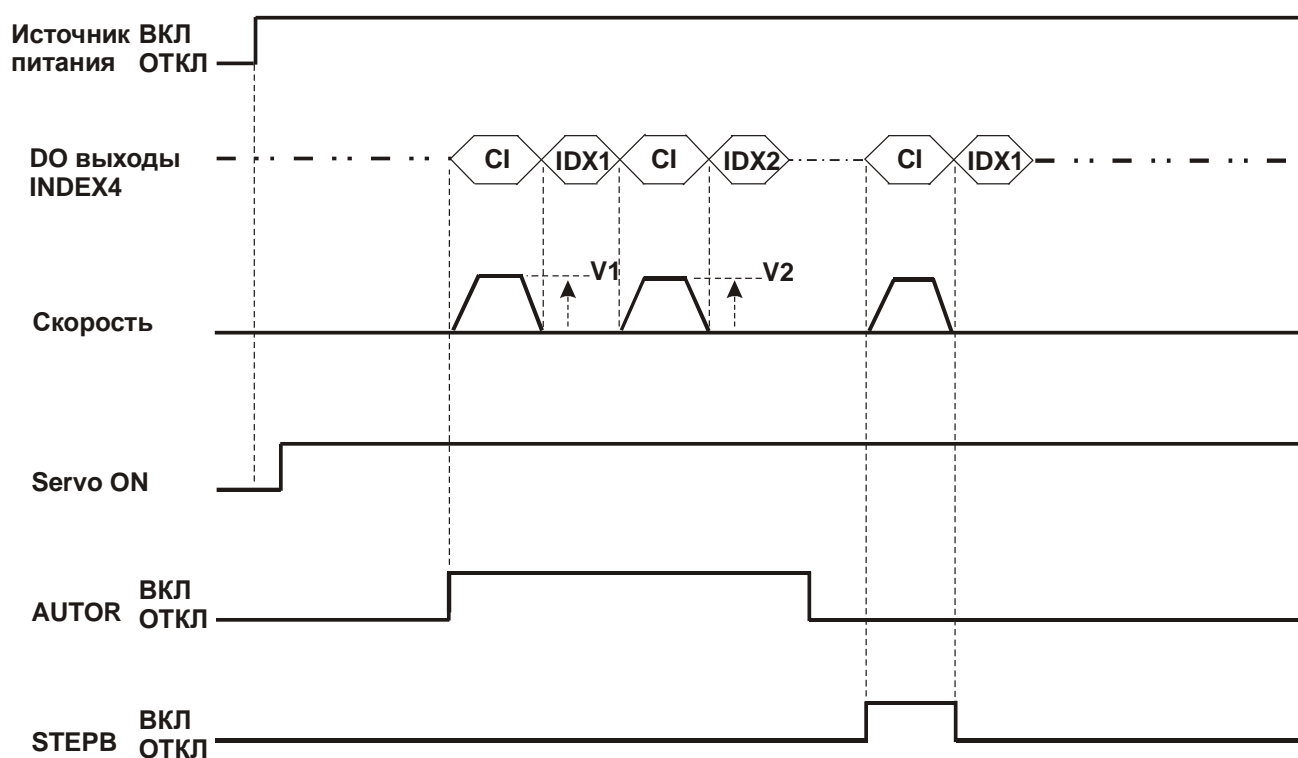 Источник ВКЛ
питания ОТКЛ
DO выходы
INDEX4
CI IDX1 CI IDX2 CI IDX1
V1 V2
Скорость
Servo ON
ВКЛ
AUTOR ОТКЛ
ВКЛ
STEPB ОТКЛ